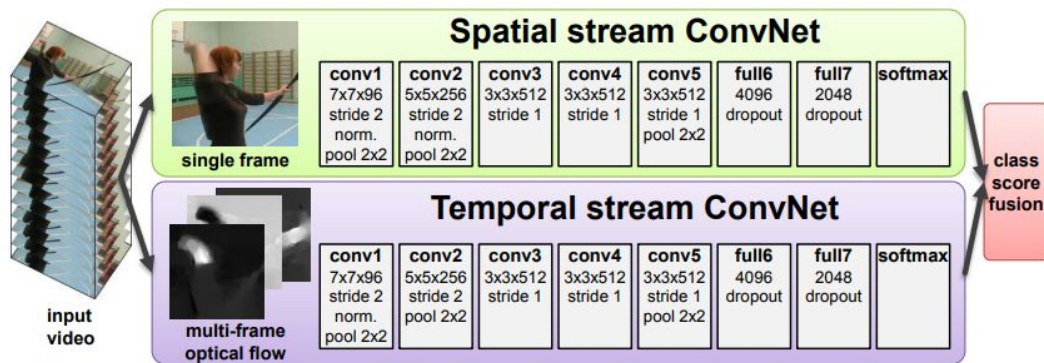 Spatial stream ConvNet
conv1
7x7x96
stride 2
norm.
pool 2x2
conv2
5x5x256
stride 2
norm.
pool 2x2
conv3
3x3x512
stride 1
conv4
3x3x512
stride 1
conv5
3x3x512
stride 1
pool 2x2
full6
4096
dropout
full7
2048
dropout
softmax
single frame
Temporal stream ConvNet
conv1
7x7x96
stride 2
norm.
pool 2x2
conv2
5x5x256
stride 2
pool 2x2
conv3
3x3x512
stride 1
conv4
3x3x512
stride 1
conv5
3x3x512
stride 1
pool 2x2
full6
4096
dropout
full7
2048
dropout
softmax
multi-frame
optical flow
input
video
class
score
fusion